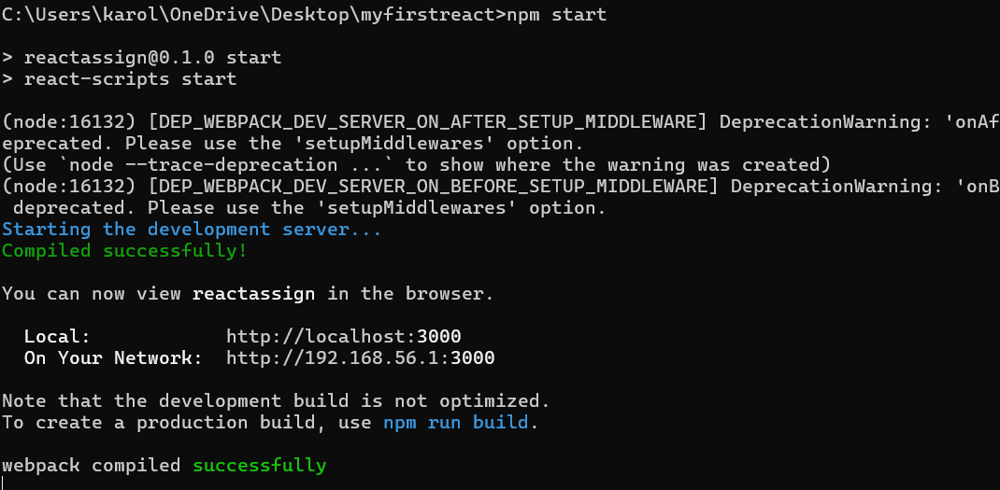 C:\Users\karol\OneDrive\Desktop\myfirstreact>npm start
> reactassign@0.1.0 start
> react-scripts start
(node:16132) [DEP_WEBPACK_DEV_SERVER_ON_AFTER_SETUP_MIDDLEWARE] DeprecationWarning: 'onAf
eprecated. Please use the 'setupMiddlewares' option.
(Use `node --trace-deprecation ...` to show where the warning was created)
(node:16132) [DEP_WEBPACK_DEV_SERVER_ON_BEFORE_SETUP_MIDDLEWARE] DeprecationWarning: 'onB
deprecated. Please use the 'setupMiddlewares' option.
Starting the development server...
Compiled successfully!
You can now view reactassign in the browser.
Local: http://localhost:3000
On Your Network: http://192.168.56.1:3000
Note that the development build is not optimized.
To create a production build, use npm run build.
webpack compiled successfully